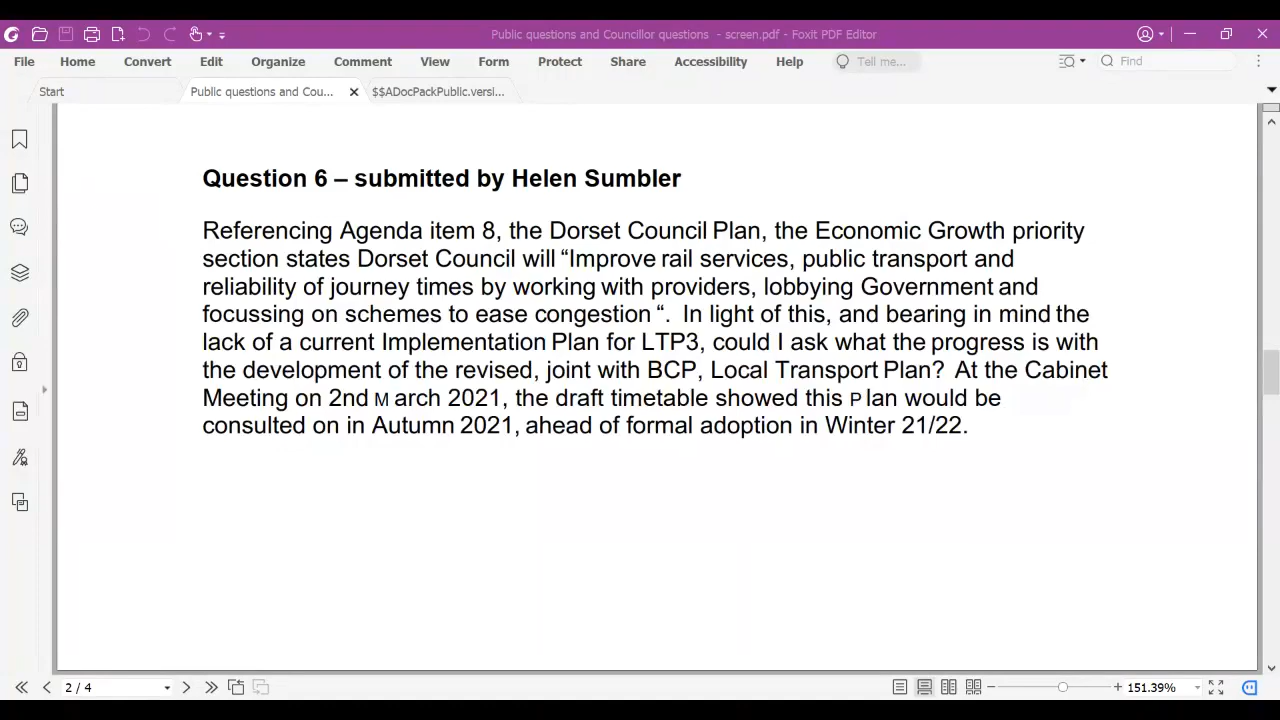 Public questions and Councillor questions - screen.pdf - Foxit PDF Editor
File Home Convert Edit Organize Comment View Form Protect Share Accessibility Help Tell me... Find
Start Public questions and Cou... $$ADocPackPublic.versi...
Question 6 – submitted by Helen Sumbler
Referencing Agenda item 8, the Dorset Council Plan, the Economic Growth priority
section states Dorset Council will “Improve rail services, public transport and
reliability of journey times by working with providers, lobbying Government and
focussing on schemes to ease congestion “. In light of this, and bearing in mind the
lack of a current Implementation Plan for LTP3, could I ask what the progress is with
the development of the revised, joint with BCP, Local Transport Plan? At the Cabinet
Meeting on 2nd M arch 2021, the draft timetable showed this P lan would be
consulted on in Autumn 2021, ahead of formal adoption in Winter 21/22.
2 / 4 151.39%